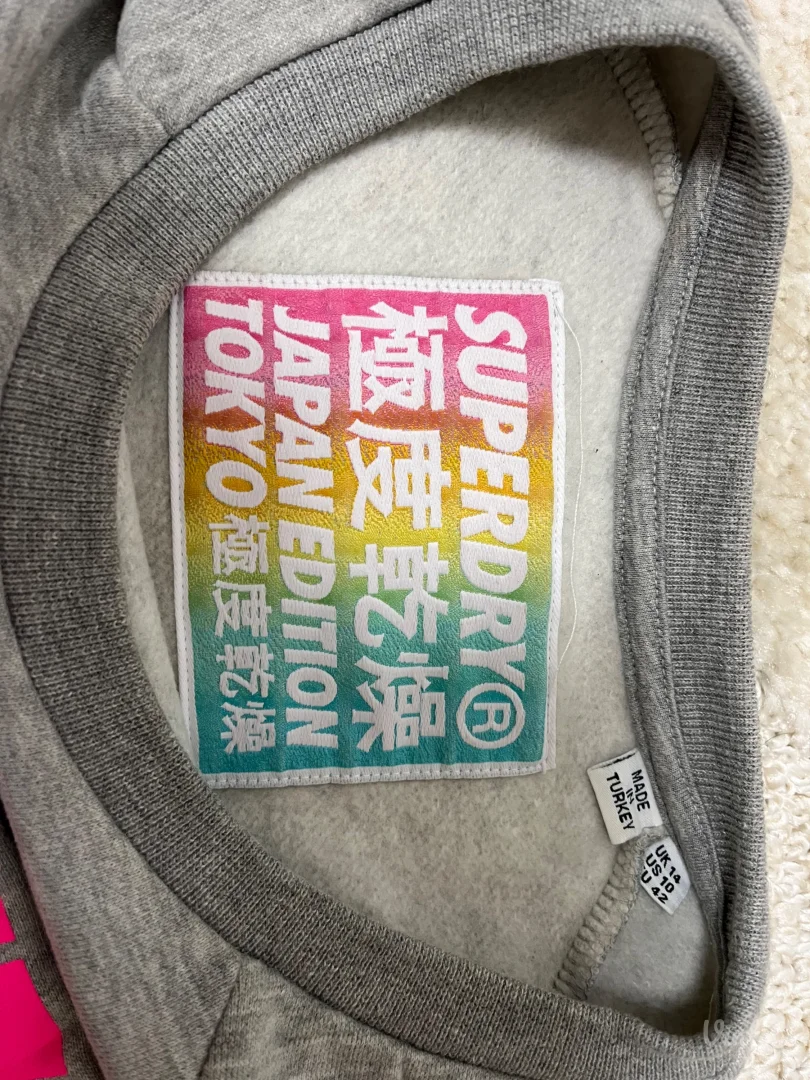 SUPERDRY®
極度乾燥
JAPAN EDITION
TOKYO 極度乾燥
MADE
IN
TURKEY
UK 14
US 10
U 42